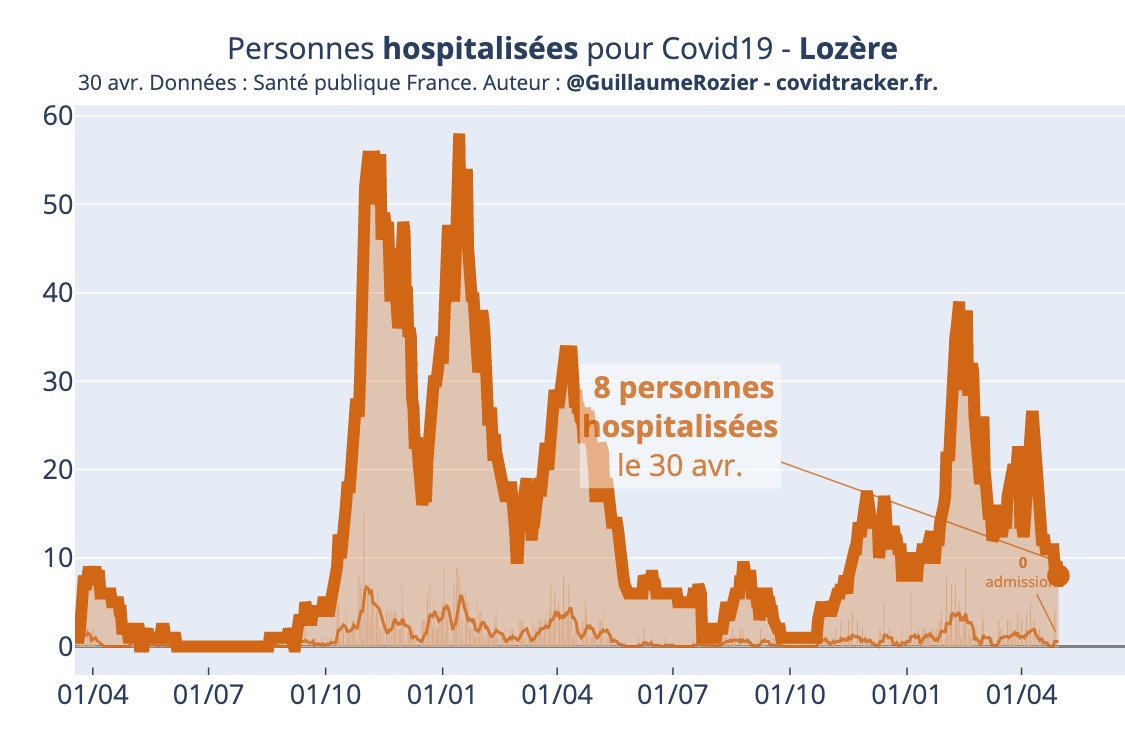 Personnes hospitalisées pour Covid19 - Lozère
30 avr. Données : Santé publique France. Auteur : @GuillaumeRozier - covidtracker.fr.
60
50
40
30
20
10
0
8 personnes
hospitalisées
le 30 avr.
0
admission
01/04
01/07
01/10
01/01
01/04
01/07
01/10
01/01
01/04